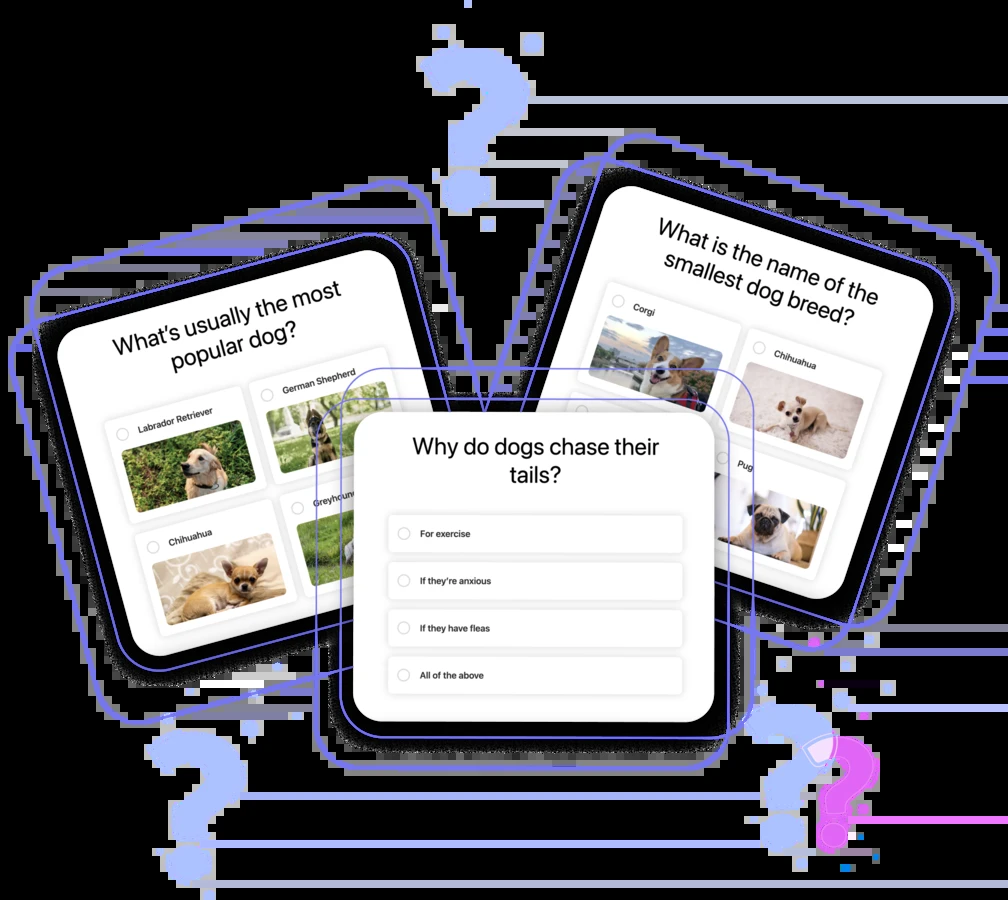 What's usually the most
popular dog?
Labrador Retriever
German Shepherd
Chihuahua
Greyhound
What is the name of the
smallest dog breed?
Corgi
Chihuahua
Pug
Why do dogs chase their
tails?
For exercise
If they're anxious
If they have fleas
All of the above